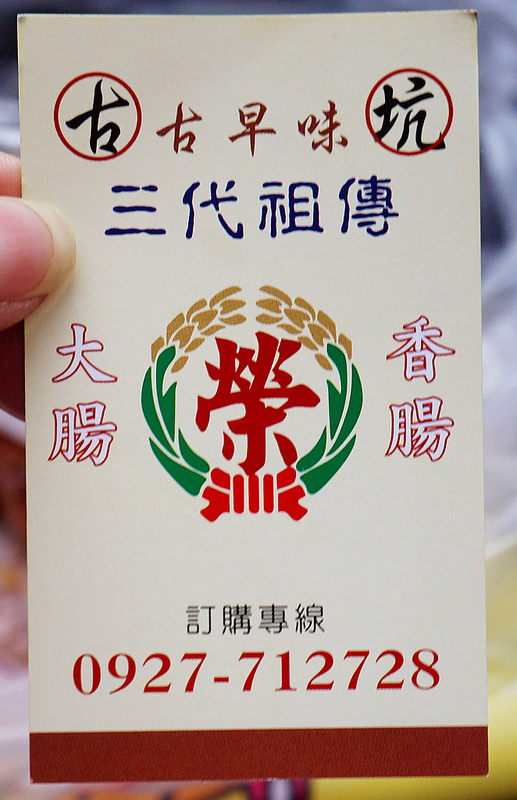 古 古早味 坑
三代祖傳
大腸
榮
香腸
訂購專線
0927-712728